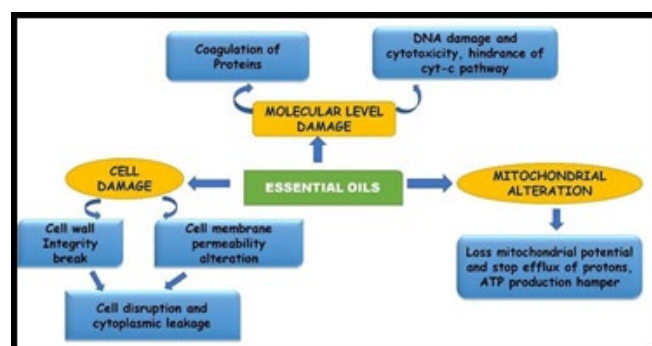 Coagulation of
Proteins
DNA damage and
cytotoxicity, hindrance of
cyt-c pathway
MOLECULAR LEVEL
DAMAGE
CELL
DAMAGE
ESSENTIAL OILS
MITOCHONDRIAL
ALTERATION
Cell wall
Integrity
break
Cell membrane
permeability
alteration
Loss mitochondrial potential
and stop efflux of protons,
ATP production hamper
Cell disruption and
cytoplasmic leakage